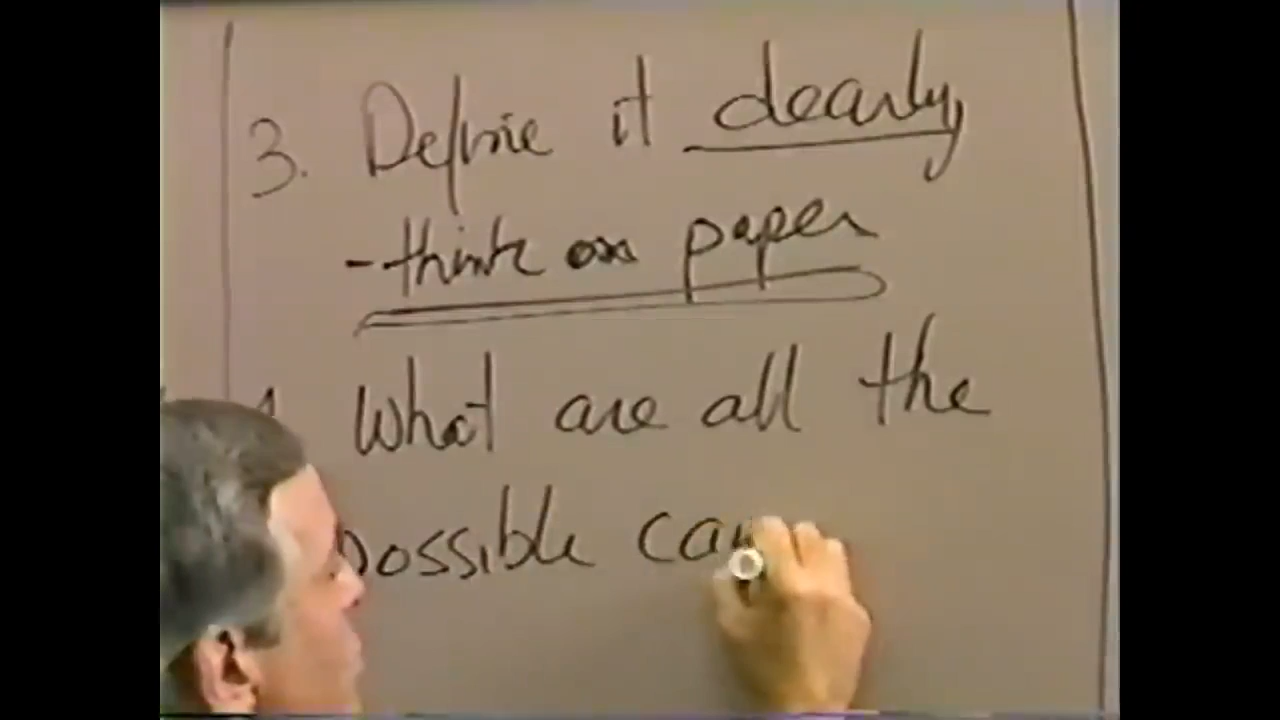 3. Define it clearly,
- think on paper
4. What are all the
possible cau